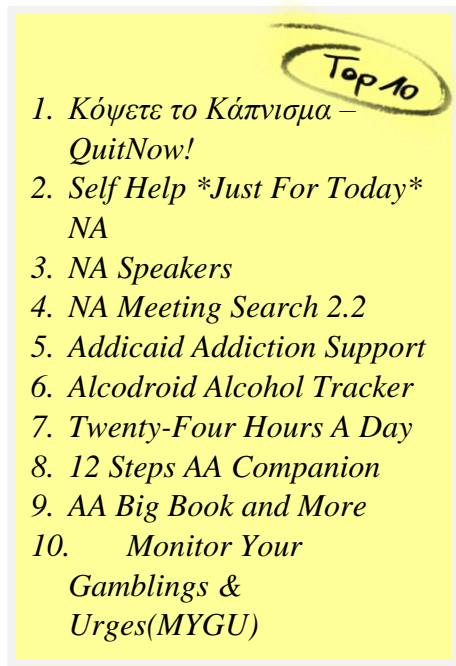 Top 10
1. Κόψετε το Κάπνισμα –
QuitNow!
2. Self Help *Just For Today*
NA
3. NA Speakers
4. NA Meeting Search 2.2
5. Addicaid Addiction Support
6. Alcodroid Alcohol Tracker
7. Twenty-Four Hours A Day
8. 12 Steps AA Companion
9. AA Big Book and More
10. Monitor Your
Gamblings &
Urges(MYGU)